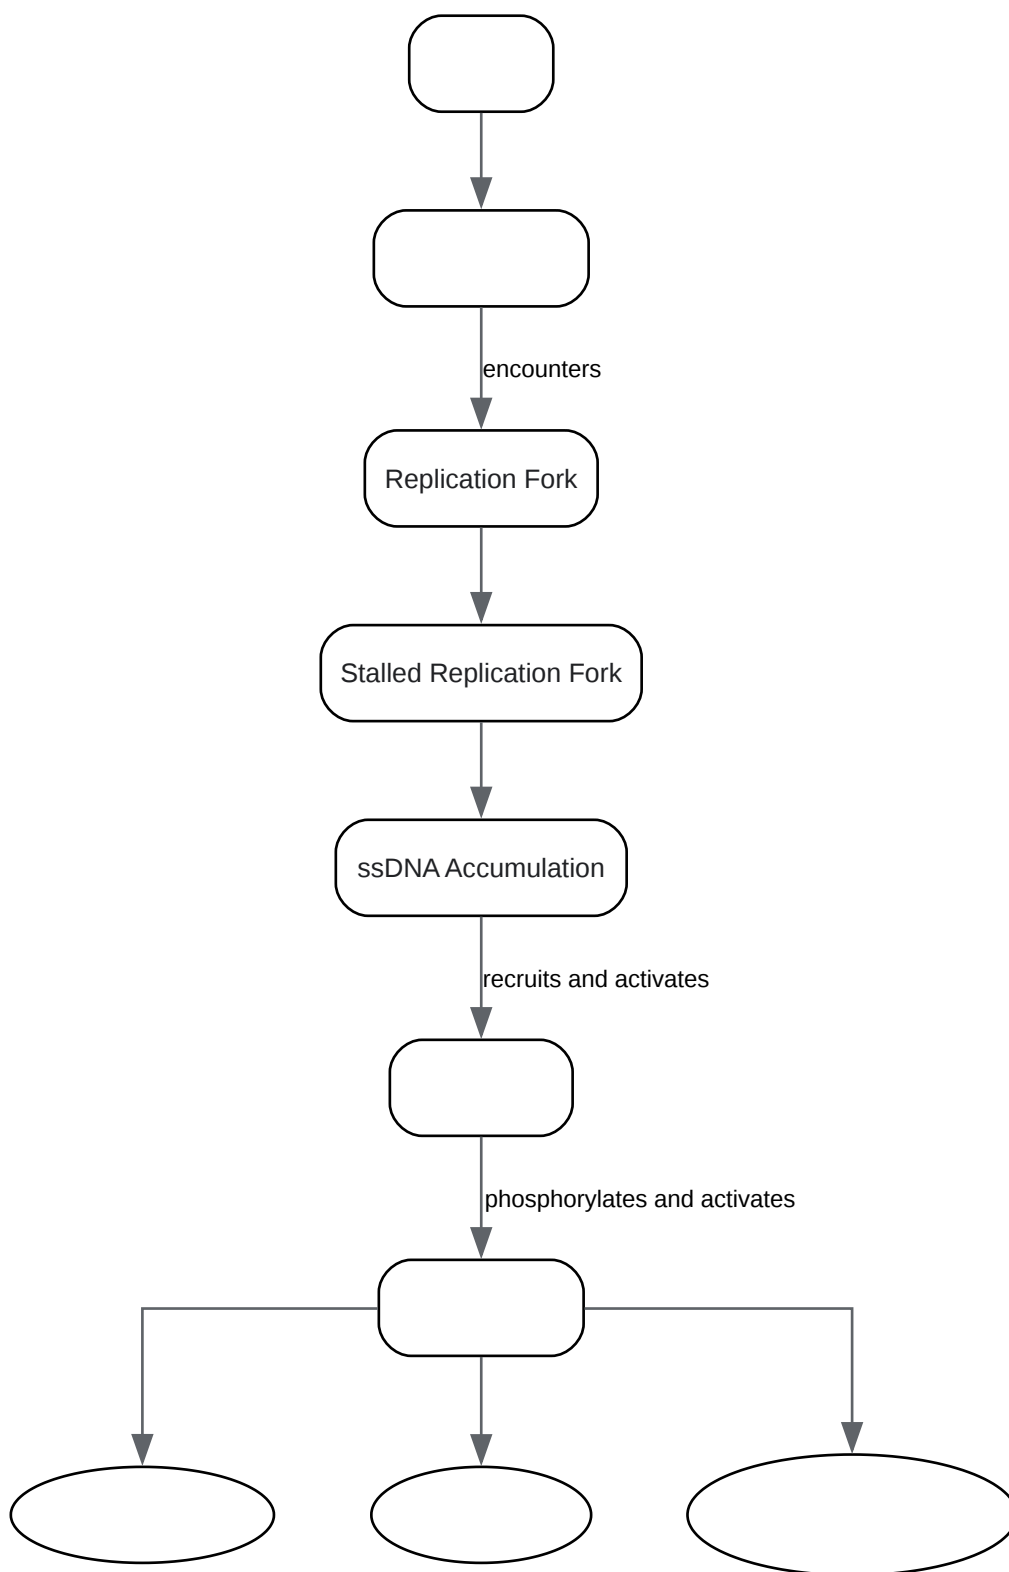 encounters
Replication Fork
Stalled Replication Fork
ssDNA Accumulation
recruits and activates
phosphorylates and activates